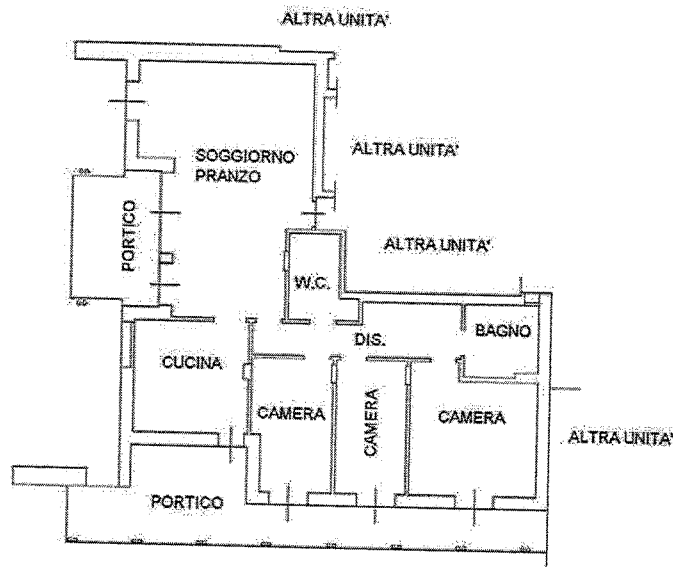 ALTRA UNITA'
SOGGIORNO
PRANZO
ALTRA UNITA'
PORTICO
ALTRA UNITA'
W.C.
DIS.
BAGNO
CUCINA
CAMERA
CAMERA
CAMERA
ALTRA UNITA'
PORTICO